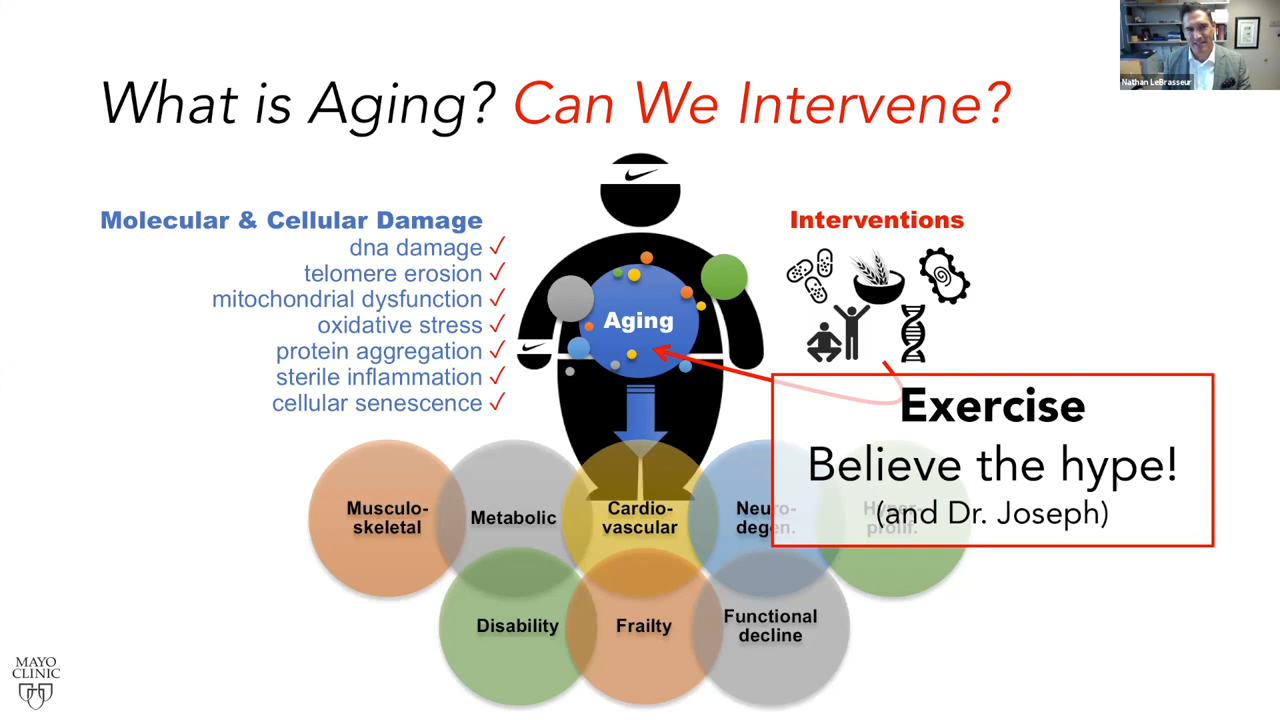 Nathan LeBrasseur
What is Aging? Can We Intervene?
Molecular & Cellular Damage
dna damage ✓
telomere erosion ✓
mitochondrial dysfunction ✓
oxidative stress ✓
protein aggregation ✓
sterile inflammation ✓
cellular senescence ✓
Aging
Interventions
Exercise
Believe the hype!
(and Dr. Joseph)
Musculo-
skeletal
Metabolic
Cardio-
vascular
Neuro-
degen.
Hyper-
prolif.
Disability
Frailty
Functional
decline
MAYO
CLINIC